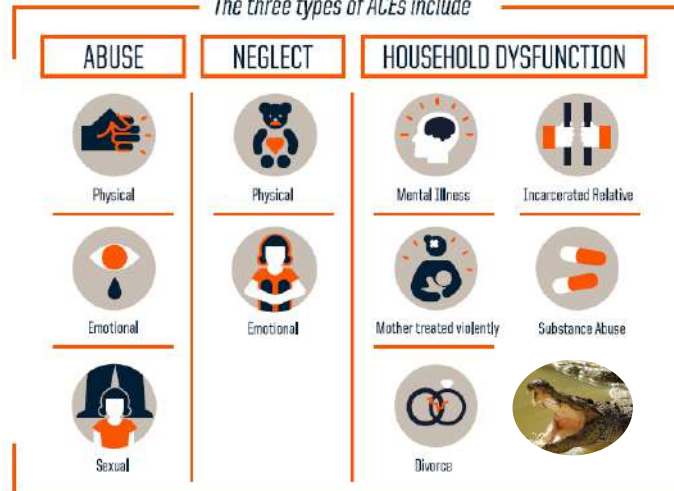 The three types of ACEs include
ABUSE
NEGLECT
HOUSEHOLD DYSFUNCTION
Physical
Physical
Mental Illness
Incarcerated Relative
Emotional
Emotional
Mother treated violently
Substance Abuse
Sexual
Divorce